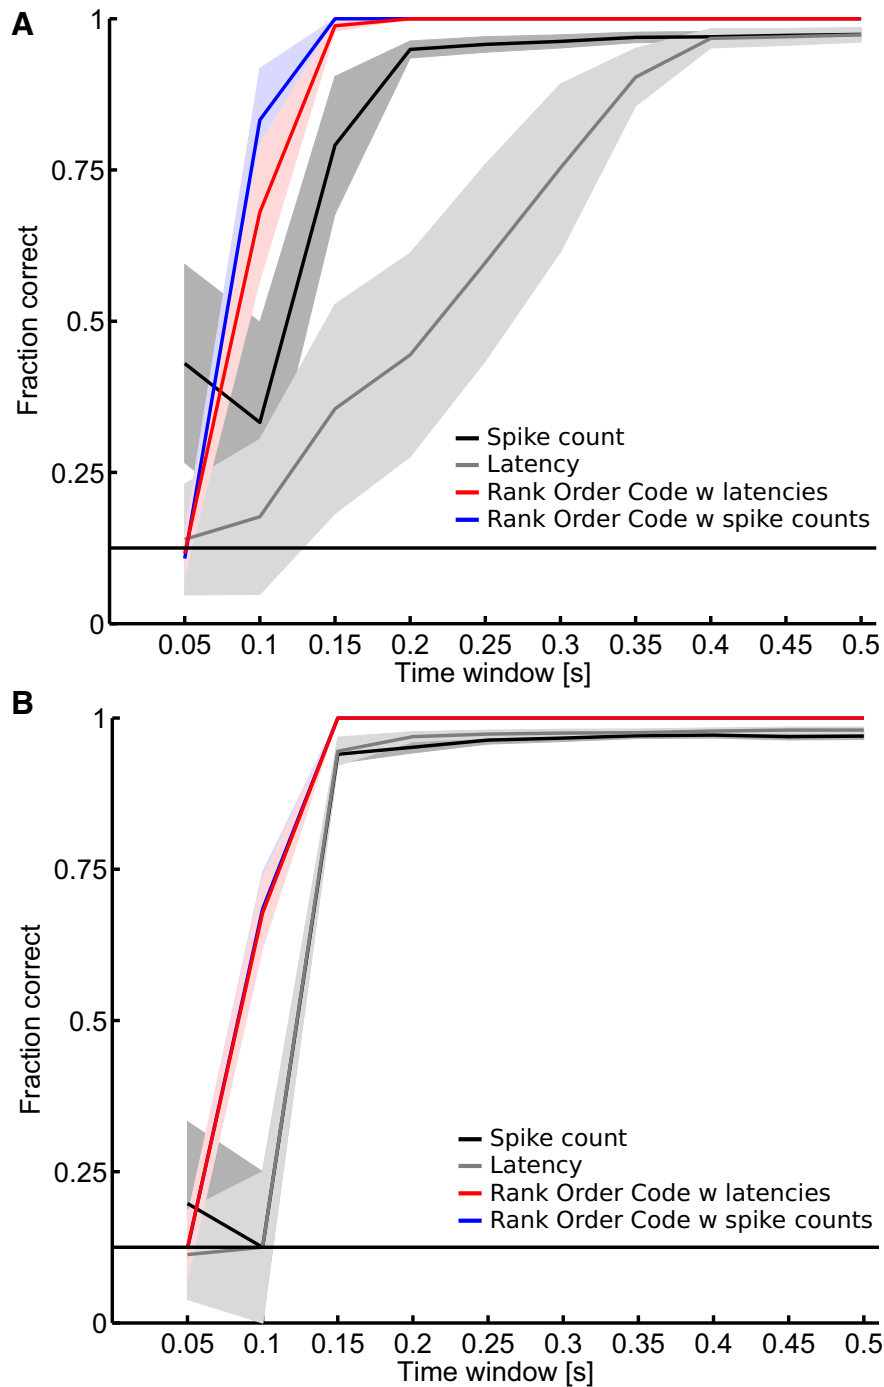 A
1
0.75
0.5
0.25
0
Fraction correct
Spike count
Latency
Rank Order Code w latencies
Rank Order Code w spike counts
0.05 0.1 0.15 0.2 0.25 0.3 0.35 0.4 0.45 0.5
Time window [s]
B
1
0.75
0.5
0.25
0
Fraction correct
Spike count
Latency
Rank Order Code w latencies
Rank Order Code w spike counts
0.05 0.1 0.15 0.2 0.25 0.3 0.35 0.4 0.45 0.5
Time window [s]